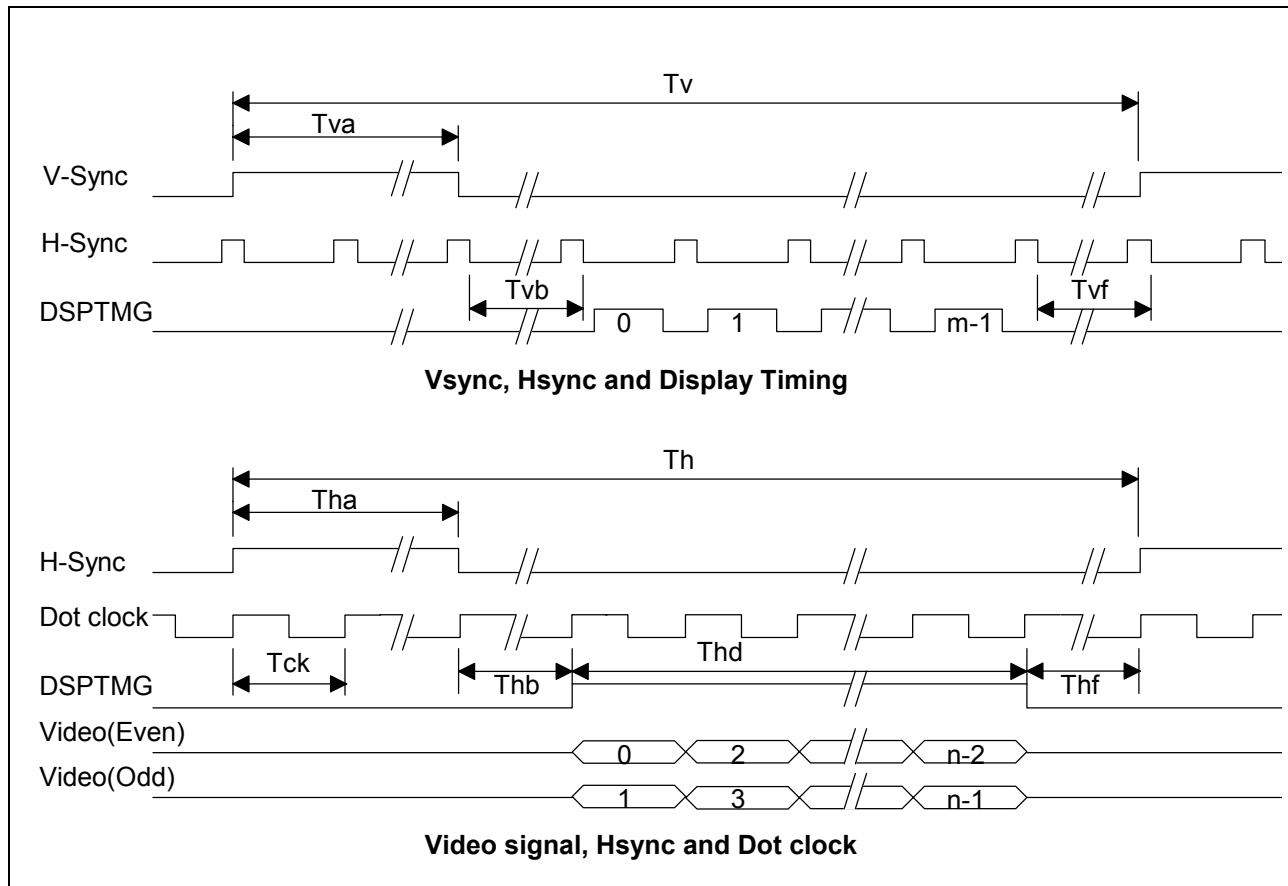 Tv
Tva
V-Sync
H-Sync
Tvb
Tvf
DSPTMG
0 1 m-1
Vsync, Hsync and Display Timing
Th
Tha
H-Sync
Dot clock
Tck Thb Thd Thf
DSPTMG
Video(Even)
0 2 n-2
Video(Odd)
1 3 n-1
Video signal, Hsync and Dot clock